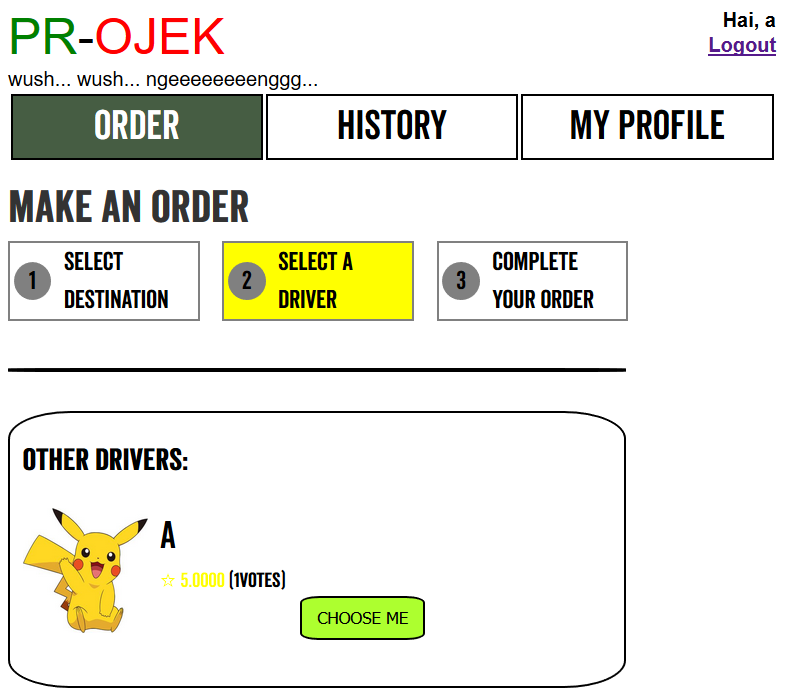 PR-OJEK
Hai, a
Logout
wush... wush... ngeeeeeeeenggg...
ORDER
HISTORY
MY PROFILE
MAKE AN ORDER
1
SELECT
DESTINATION
2
SELECT A
DRIVER
3
COMPLETE
YOUR ORDER
OTHER DRIVERS:
A
☆ 5.0000 (1VOTES)
CHOOSE ME